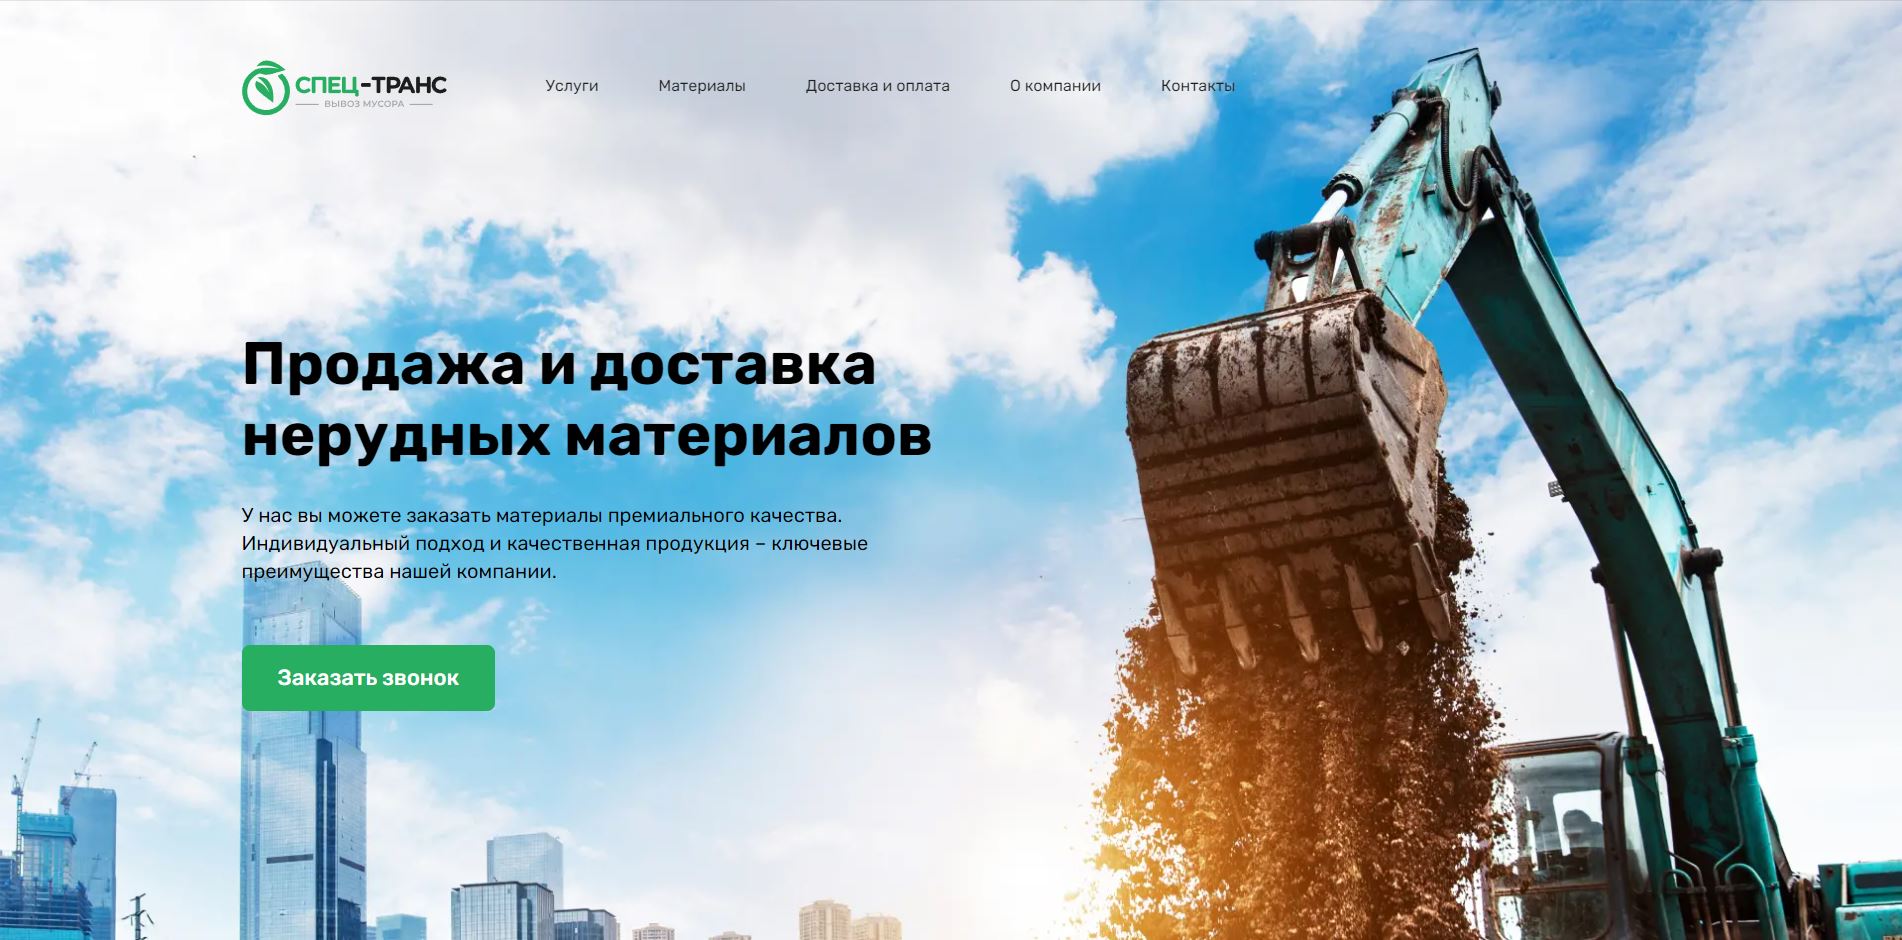 СПЕЦ-ТРАНС
ВЫВОЗ МУСОРА
Услуги
Материалы
Доставка и оплата
О компании
Контакты
Продажа и доставка
нерудных материалов
У нас вы можете заказать материалы премиального качества.
Индивидуальный подход и качественная продукция – ключевые
преимущества нашей компании.
Заказать звонок